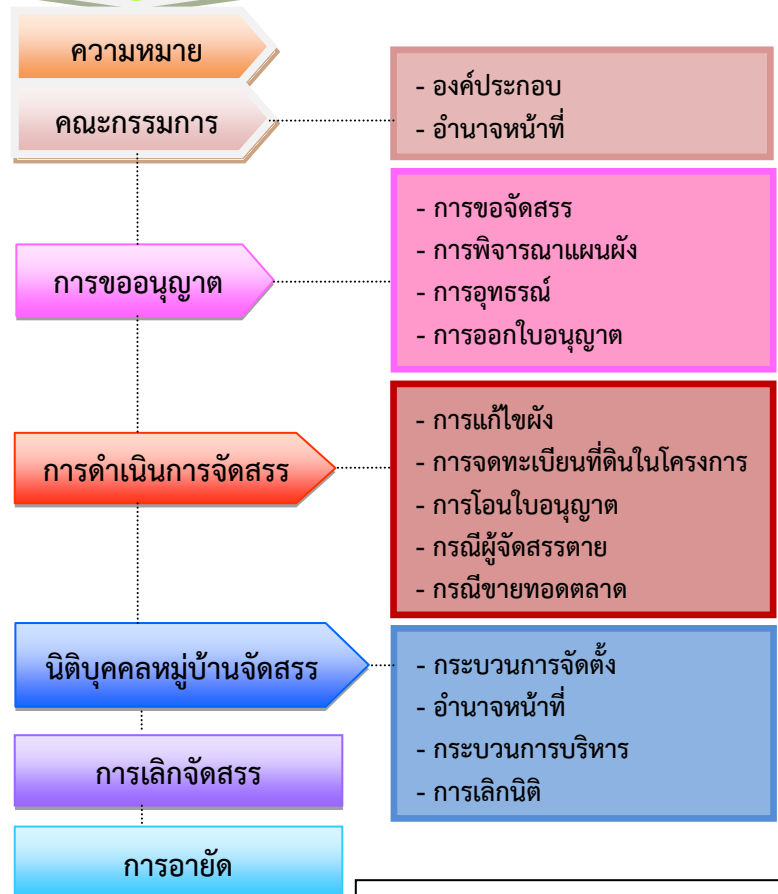 ความหมาย
คณะกรรมการ
- องค์ประกอบ
- อำนาจหน้าที่
การขออนุญาต
- การขอจัดสรร
- การพิจารณาแผนผัง
- การอุทธรณ์
- การออกใบอนุญาต
การดำเนินการจัดสรร
- การแก้ไขผัง
- การจดทะเบียนที่ดินในโครงการ
- การโอนใบอนุญาต
- กรณีผู้จัดสรรตาย
- กรณีขายทอดตลาด
นิติบุคคลหมู่บ้านจัดสรร
- กระบวนการจัดตั้ง
- อำนาจหน้าที่
- กระบวนการบริหาร
- การเลิกนิติ
การเลิกจัดสรร
การอายัด